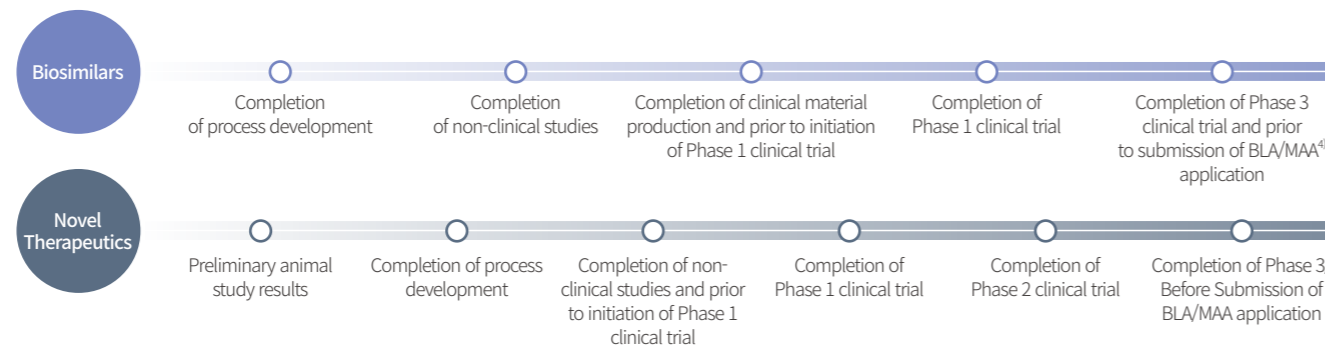 Biosimilars
Completion
of process development
Completion
of non-clinical studies
Completion of clinical material
production and prior to initiation
of Phase 1 clinical trial
Completion of
Phase 1 clinical trial
Completion of Phase 3
clinical trial and prior
to submission of BLA/MAA⁴⁾
application
Novel
Therapeutics
Preliminary animal
study results
Completion of process
development
Completion of non-
clinical studies and prior
to initiation of Phase 1
clinical trial
Completion of
Phase 1 clinical trial
Completion of
Phase 2 clinical trial
Completion of Phase 3,
Before Submission of
BLA/MAA application